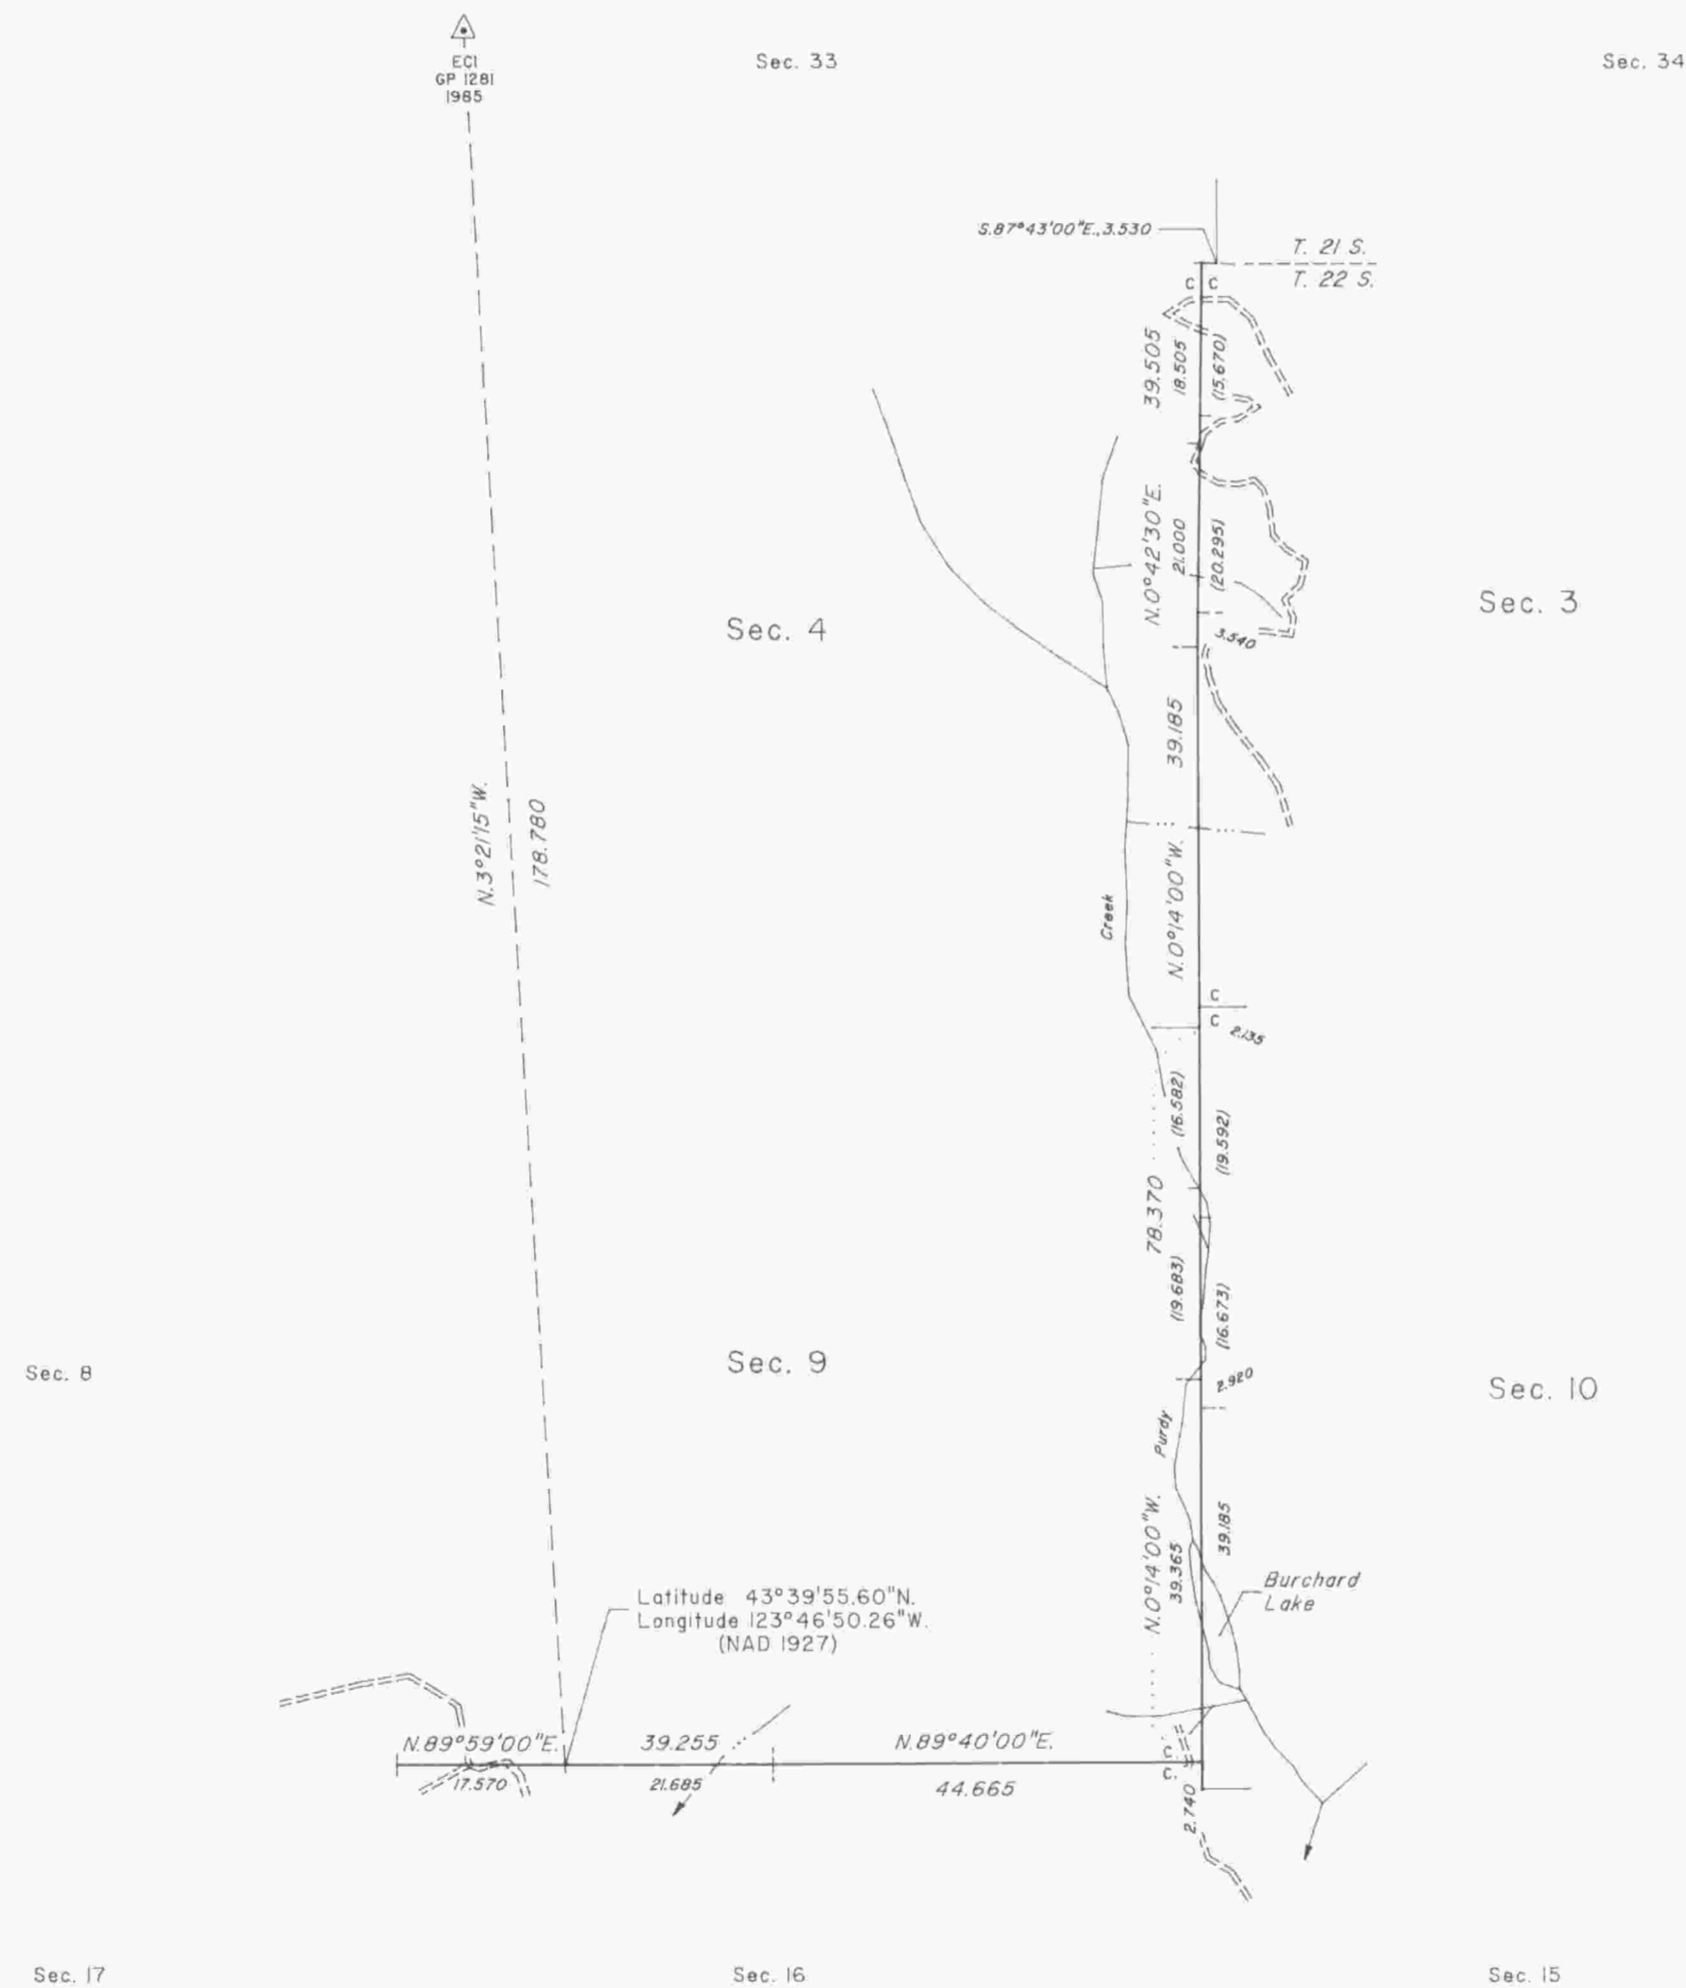 ECI
GP 1281
1985
Sec. 33
Sec. 34
S.87°43'00"E., 3.530
T. 21 S.
T. 22 S.
C C
39.505
18.505
(15.670)
N.0°42'30"E.
21.000
(20.295)
Sec. 4
Sec. 3
3.540
39.185
N.3°21'15"W.
178.780
Creek
N.0°14'00"W.
C
C
2.135
(16.582)
(19.592)
78.370
(19.683)
(16.673)
Sec. 8
Sec. 9
Sec. 10
2.920
Purdy
N.0°14'00"W.
39.365
39.185
Burchard
Lake
Latitude 43°39'55.60"N.
Longitude 123°46'50.26"W.
(NAD 1927)
N.89°59'00"E.
39.255
N.89°40'00"E.
C.
C.
17.570
21.685
44.665
2.740
Sec. 17
Sec. 16
Sec. 15